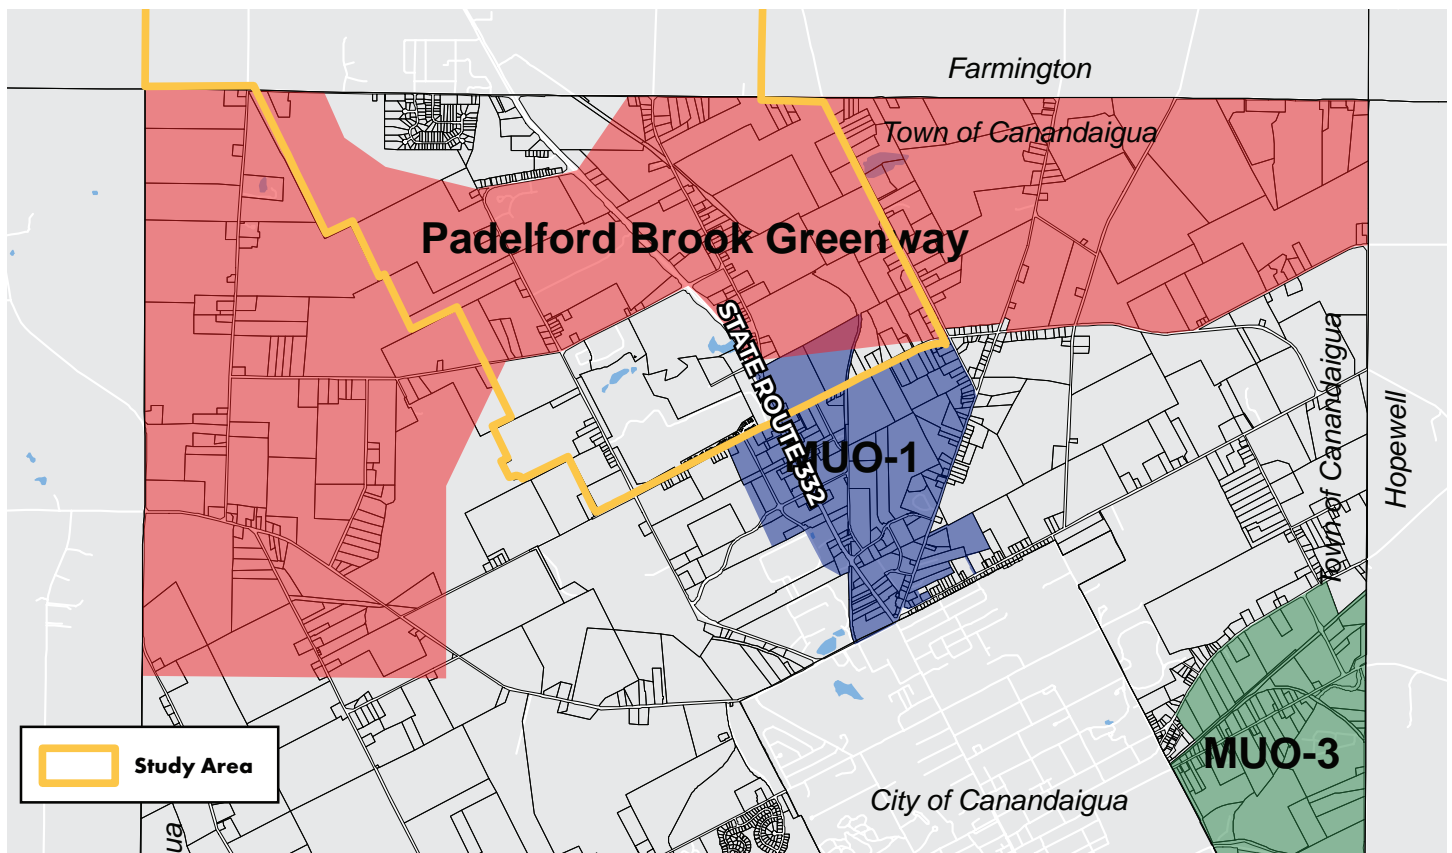 Farmington
Town of Canandaigua
Padelford Brook Greenway
STATE ROUTE 332
MUO-1
Town of Canandaigua
Hopewell
MUO-3
Study Area
City of Canandaigua
ua